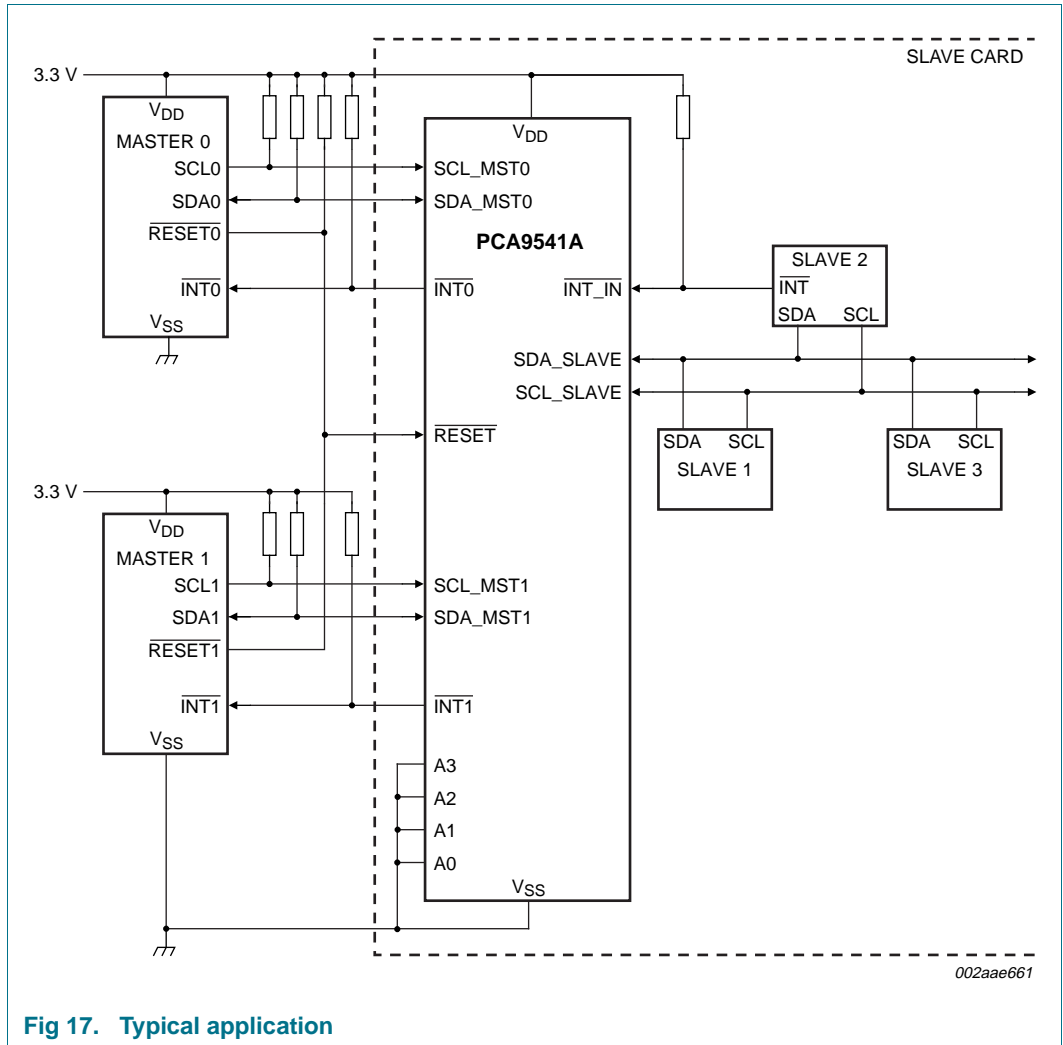 SLAVE CARD
3.3 V
VDD
MASTER 0
SCL0
SDA0
RESET0
INT0
VSS
VDD
SCL_MST0
SDA_MST0
PCA9541A
INT0
INT_IN
SDA_SLAVE
SCL_SLAVE
RESET
SLAVE 2
INT
SDA SCL
SDA SCL
SLAVE 1
SDA SCL
SLAVE 3
3.3 V
VDD
MASTER 1
SCL1
SDA1
RESET1
INT1
VSS
SCL_MST1
SDA_MST1
INT1
A3
A2
A1
A0
VSS
002aae661
Fig 17. Typical application